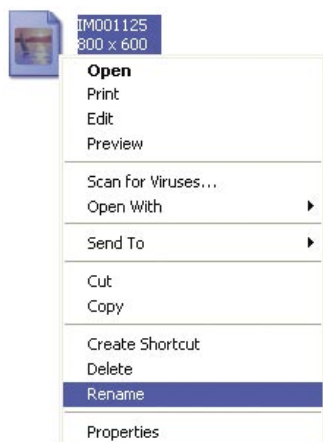 IM001125
800 x 600
Open
Print
Edit
Preview
Scan for Viruses...
Open With
Send To
Cut
Copy
Create Shortcut
Delete
Rename
Properties